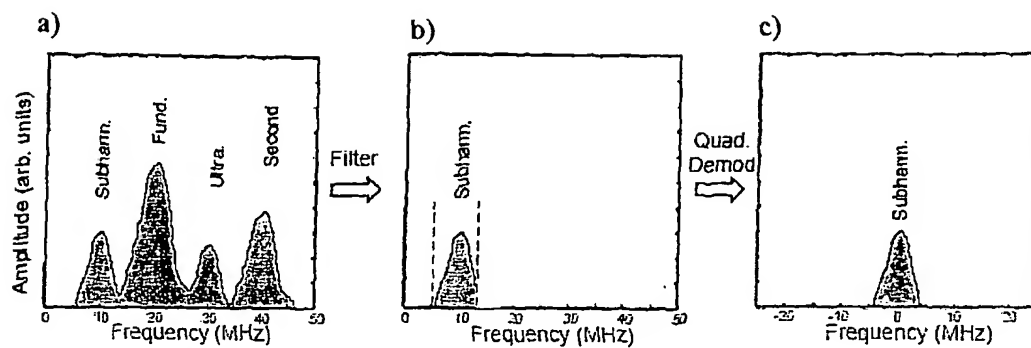 a)
Amplitude (arb. units)
Subharm.
Fund.
Ultra.
Second
0 10 20 30 40 50
Frequency (MHz)
Filter
b)
Subharm.
0 10 20 30 40 50
Frequency (MHz)
Quad.
Demod
c)
Subharm.
-20 -10 0 10 20
Frequency (MHz)